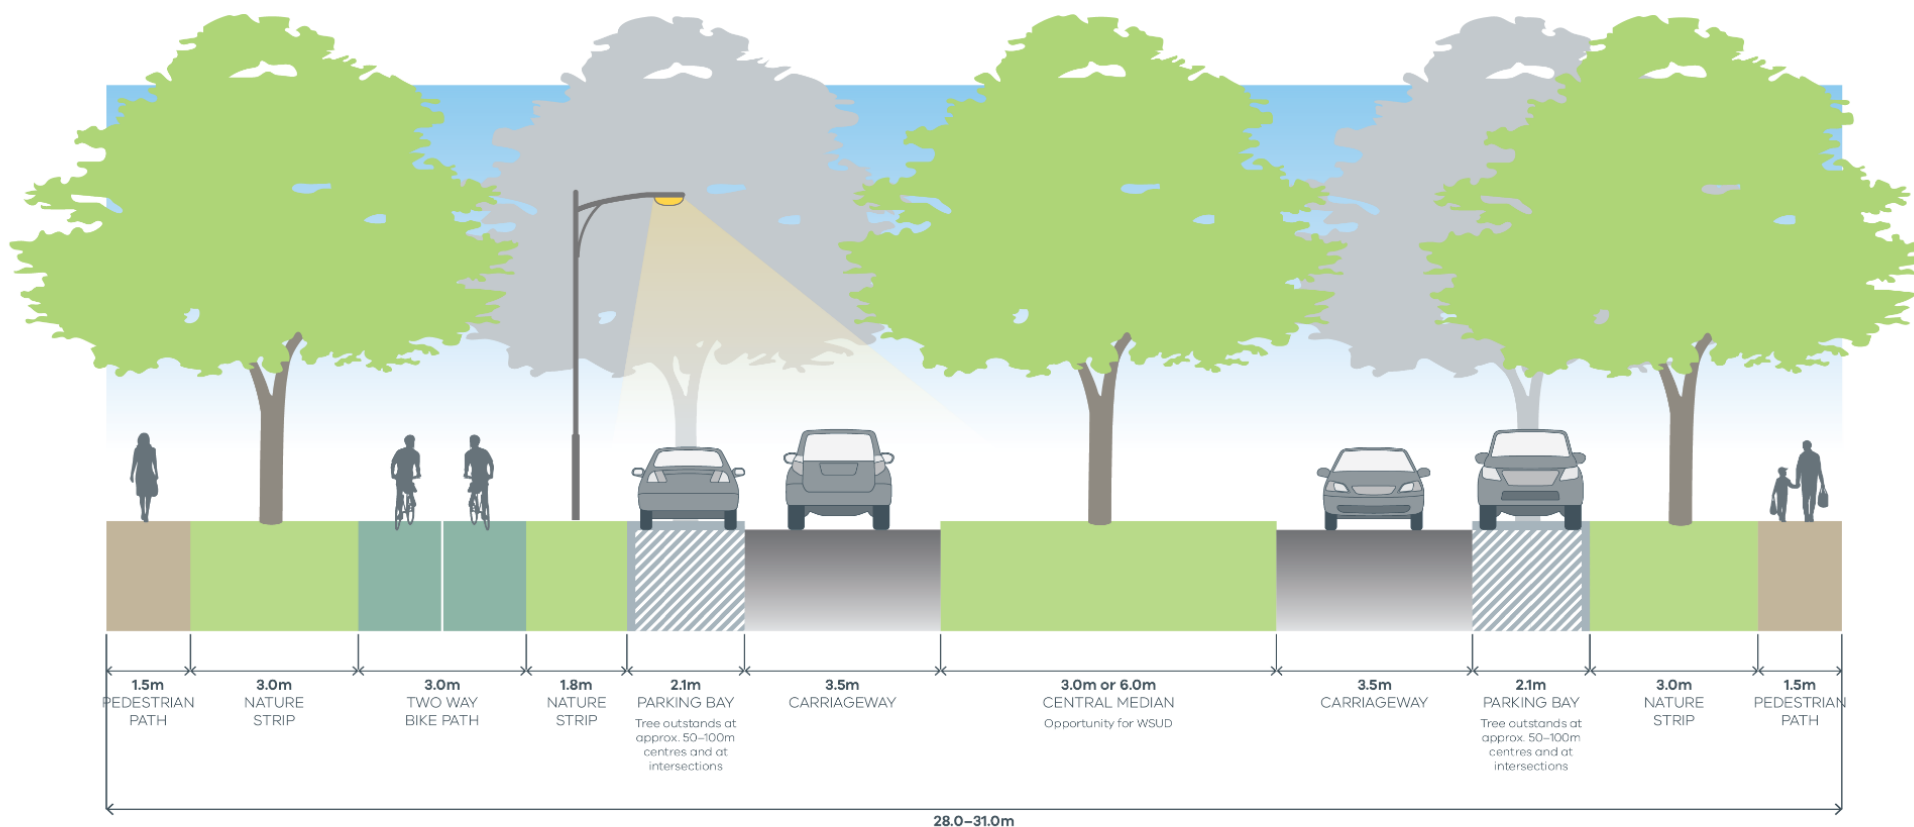 1.5m
PEDESTRIAN
PATH
3.0m
NATURE
STRIP
3.0m
TWO WAY
BIKE PATH
1.8m
NATURE
STRIP
2.1m
PARKING BAY
Tree outstands at
approx. 50–100m
centres and at
intersections
3.5m
CARRIAGEWAY
3.0m or 6.0m
CENTRAL MEDIAN
Opportunity for WSUD
3.5m
CARRIAGEWAY
2.1m
PARKING BAY
Tree outstands at
approx. 50–100m
centres and at
intersections
3.0m
NATURE
STRIP
1.5m
PEDESTRIAN
PATH
28.0–31.0m